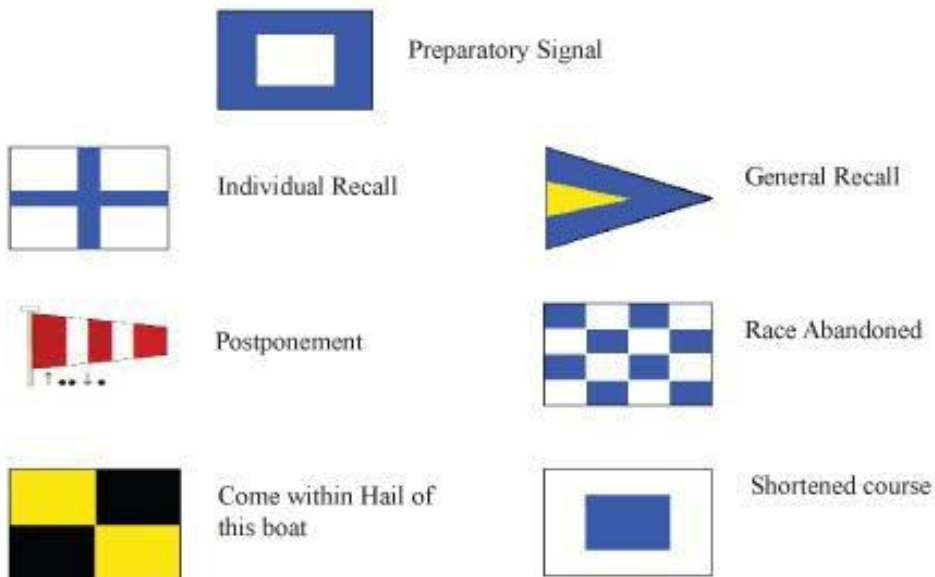 Preparatory Signal
Individual Recall
General Recall
Postponement
Race Abandoned
Come within Hail of
this boat
Shortened course